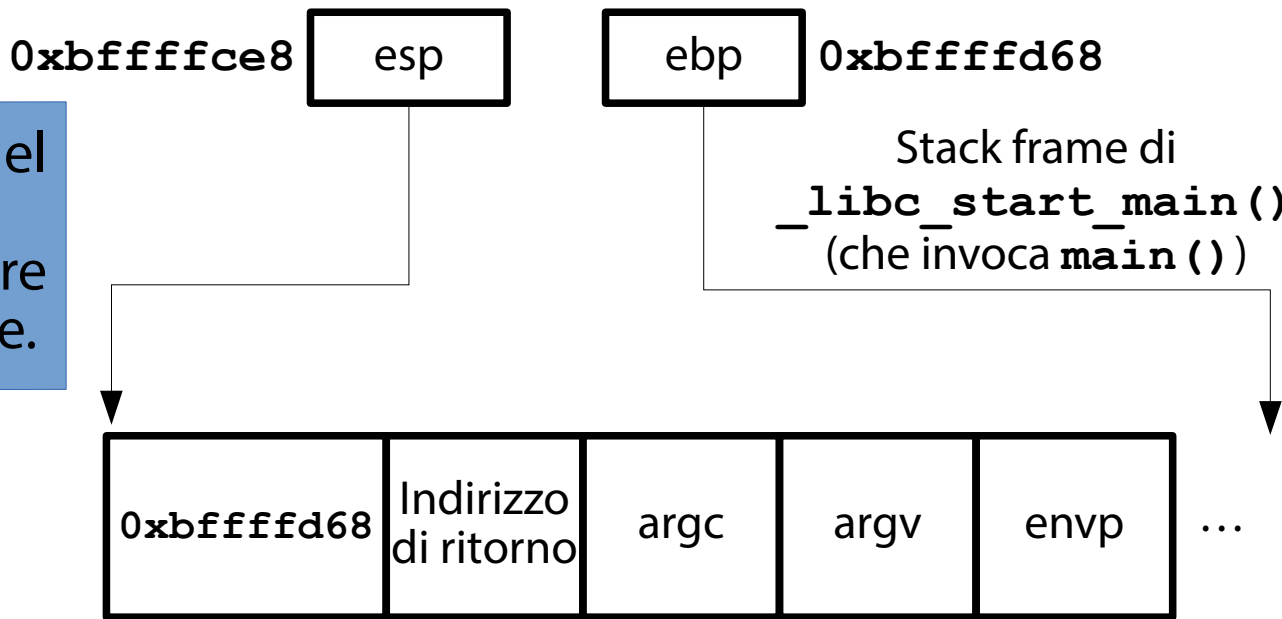 0xbffffce8
esp
ebp
0xbffffd68
el
re
e.
Stack frame di
_libc_start_main()
(che invoca main())
0xbffffd68
Indirizzo
di ritorno
argc
argv
envp
...